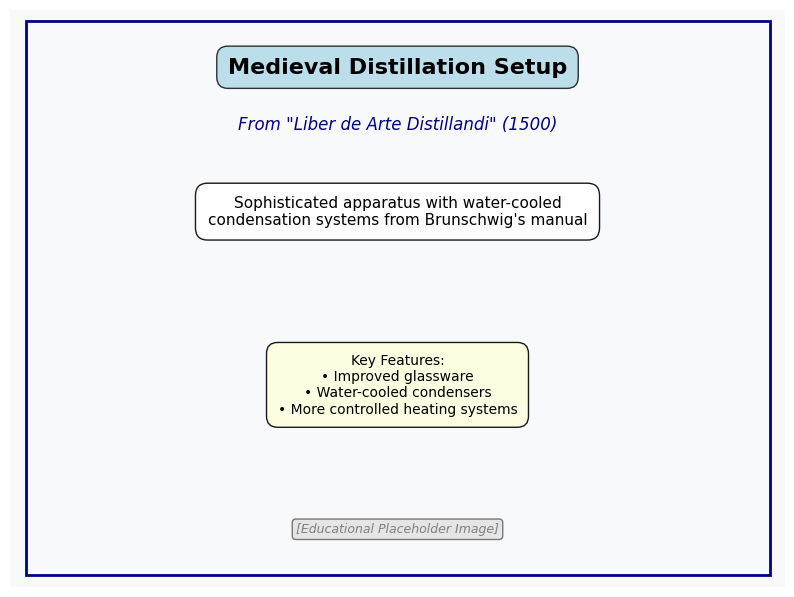 Medieval Distillation Setup
From "Liber de Arte Distillandi" (1500)
Sophisticated apparatus with water-cooled
condensation systems from Brunschwig's manual
Key Features:
• Improved glassware
• Water-cooled condensers
• More controlled heating systems
[Educational Placeholder Image]